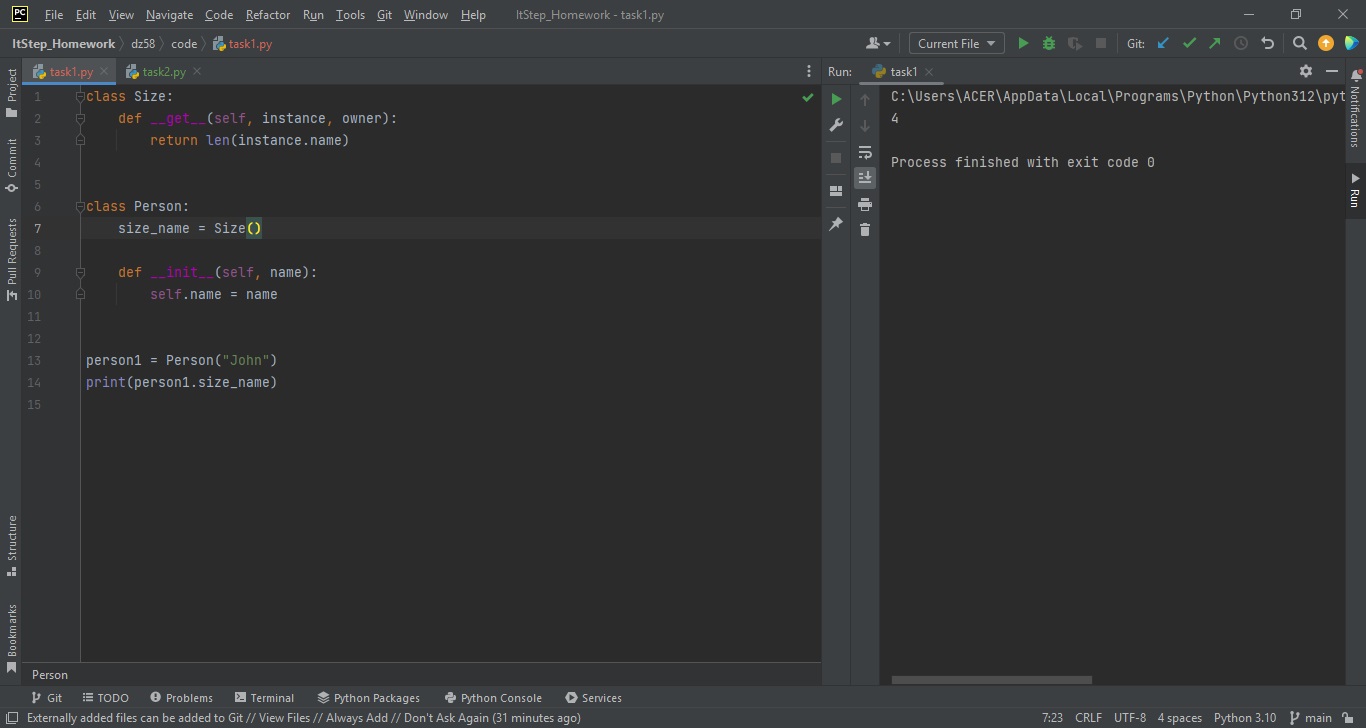 PC File Edit View Navigate Code Refactor Run Tools Git Window Help ItStep_Homework - task1.py
ItStep_Homework dz58 code task1.py Current File Git:
task1.py task2.py
Run: task1
Project
Commit
Pull Requests
Structure
Bookmarks
1 class Size:
2     def __get__(self, instance, owner):
3         return len(instance.name)
4
5
6 class Person:
7     size_name = Size()
8
9     def __init__(self, name):
10         self.name = name
11
12
13 person1 = Person("John")
14 print(person1.size_name)
15
C:\Users\ACER\AppData\Local\Programs\Python\Python312\pyt
4
Process finished with exit code 0
Notifications
Run
Person
Git TODO Problems Terminal Python Packages Python Console Services
Externally added files can be added to Git // View Files // Always Add // Don't Ask Again (31 minutes ago) 7:23 CRLF UTF-8 4 spaces Python 3.10 main